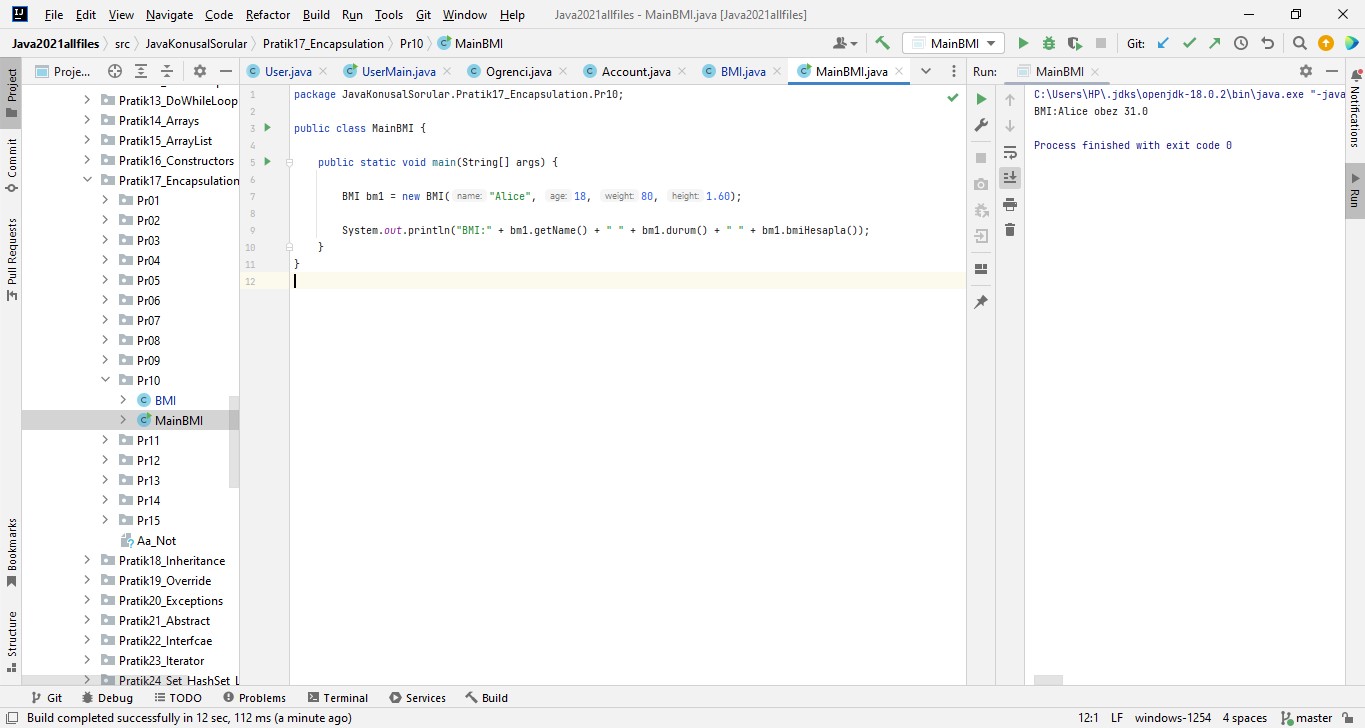 File Edit View Navigate Code Refactor Build Run Tools Git Window Help Java2021allfiles - MainBMI.java [Java2021allfiles]
Java2021allfiles src JavaKonusalSorular Pratik17_Encapsulation Pr10 MainBMI MainBMI Git:
Project
Commit
Pull Requests
Bookmarks
Structure
Proje...
Pratik13_DoWhileLoop
Pratik14_Arrays
Pratik15_ArrayList
Pratik16_Constructors
Pratik17_Encapsulation
Pr01
Pr02
Pr03
Pr04
Pr05
Pr06
Pr07
Pr08
Pr09
Pr10
BMI
MainBMI
Pr11
Pr12
Pr13
Pr14
Pr15
Aa_Not
Pratik18_Inheritance
Pratik19_Override
Pratik20_Exceptions
Pratik21_Abstract
Pratik22_Interfcae
Pratik23_Iterator
Pratik24_Set_HashSet_L
User.java UserMain.java Ogrenci.java Account.java BMI.java MainBMI.java
1 package JavaKonusalSorular.Pratik17_Encapsulation.Pr10;
2
3 public class MainBMI {
4
5 public static void main(String[] args) {
6
7 BMI bm1 = new BMI( name: "Alice", age: 18, weight: 80, height: 1.60);
8
9 System.out.println("BMI:" + bm1.getName() + " " + bm1.durum() + " " + bm1.bmiHesapla());
10 }
11 }
12
Run: MainBMI
C:\Users\HP\.jdks\openjdk-18.0.2\bin\java.exe "-java
BMI:Alice obez 31.0
Process finished with exit code 0
Notifications
Run
Git Debug TODO Problems Terminal Services Build
Build completed successfully in 12 sec, 112 ms (a minute ago) 12:1 LF windows-1254 4 spaces master